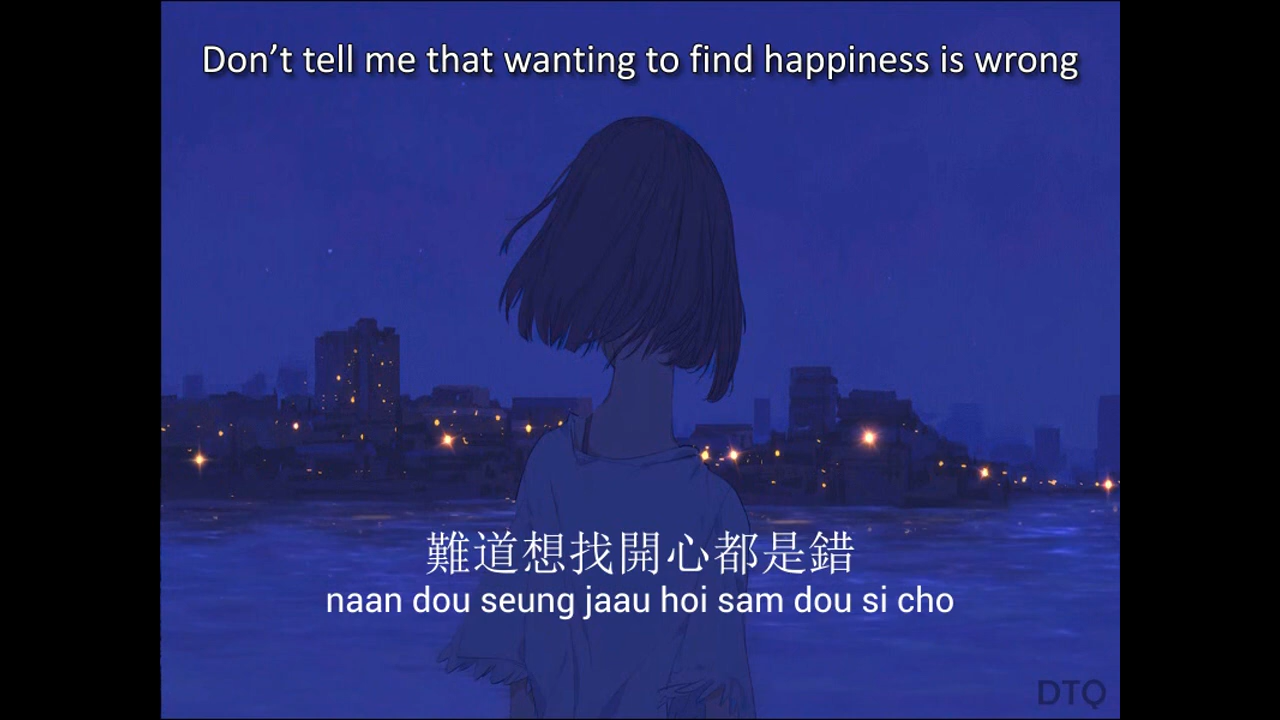 Don’t tell me that wanting to find happiness is wrong
難道想找開心都是錯
naan dou seung jaau hoi sam dou si cho
DTQ